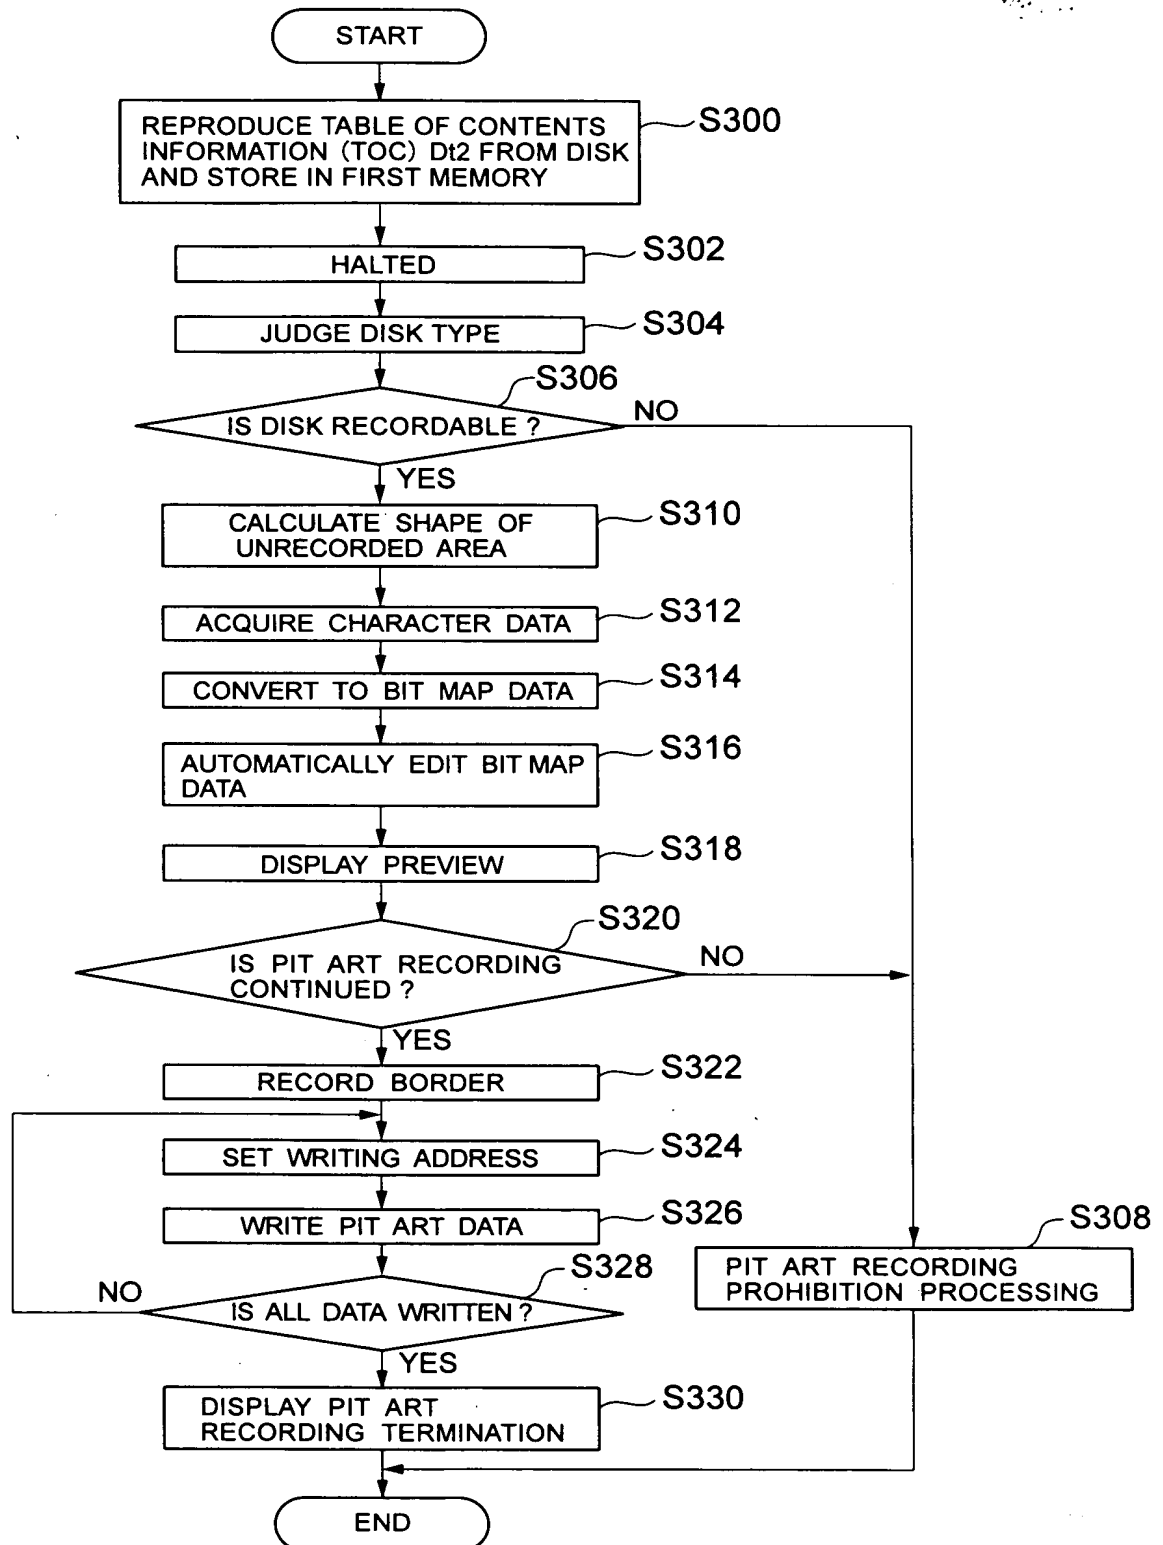 START
REPRODUCE TABLE OF CONTENTS
INFORMATION (TOC) Dt2 FROM DISK
AND STORE IN FIRST MEMORY
S300
HALTED
S302
JUDGE DISK TYPE
S304
S306
IS DISK RECORDABLE ?
NO
YES
CALCULATE SHAPE OF
UNRECORDED AREA
S310
ACQUIRE CHARACTER DATA
S312
CONVERT TO BIT MAP DATA
S314
AUTOMATICALLY EDIT BIT MAP
DATA
S316
DISPLAY PREVIEW
S318
S320
IS PIT ART RECORDING
CONTINUED ?
NO
YES
RECORD BORDER
S322
SET WRITING ADDRESS
S324
WRITE PIT ART DATA
S326
S308
PIT ART RECORDING
PROHIBITION PROCESSING
S328
NO
IS ALL DATA WRITTEN ?
YES
DISPLAY PIT ART
RECORDING TERMINATION
S330
END